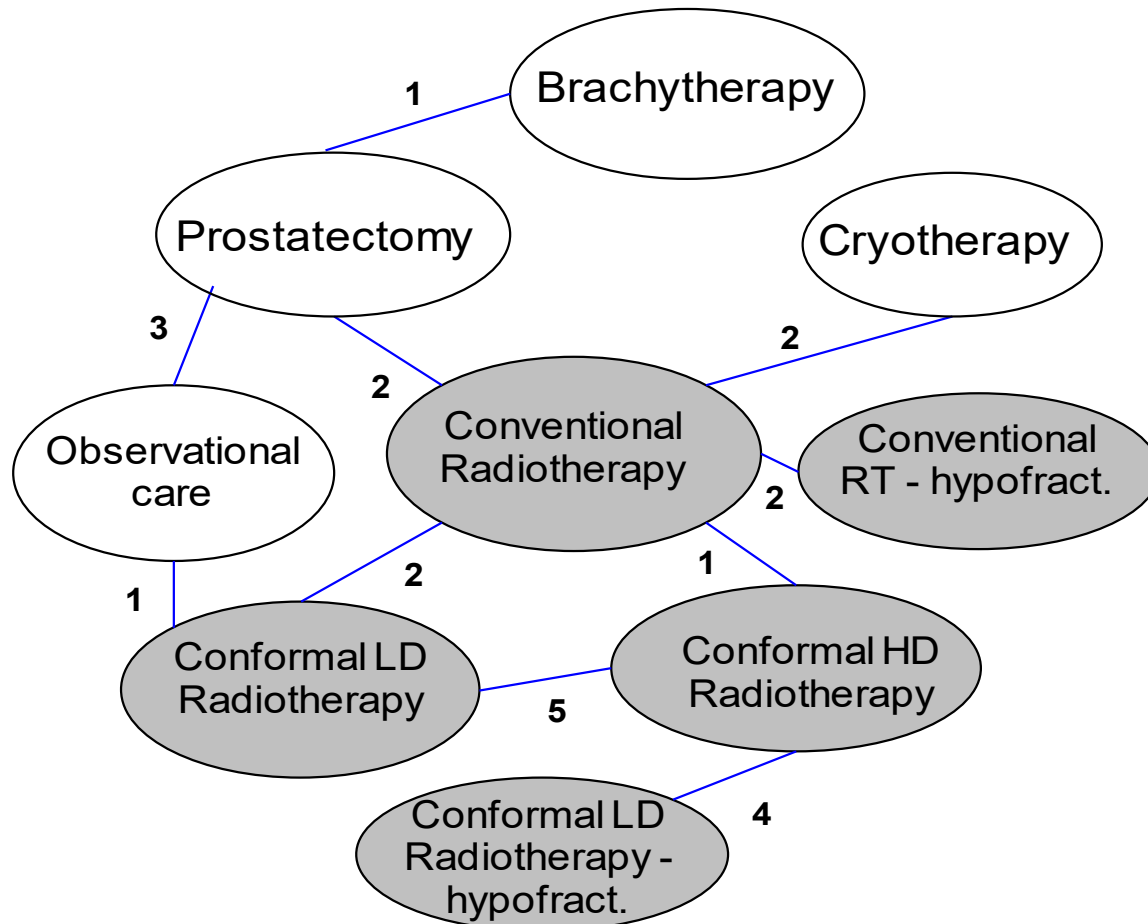 1
Brachytherapy
Prostatectomy
Cryotherapy
3
2
2
Observational
care
Conventional
Radiotherapy
Conventional
RT - hypofract.
2
1
2
1
Conformal LD
Radiotherapy
Conformal HD
Radiotherapy
5
4
Conformal LD
Radiotherapy -
hypofract.